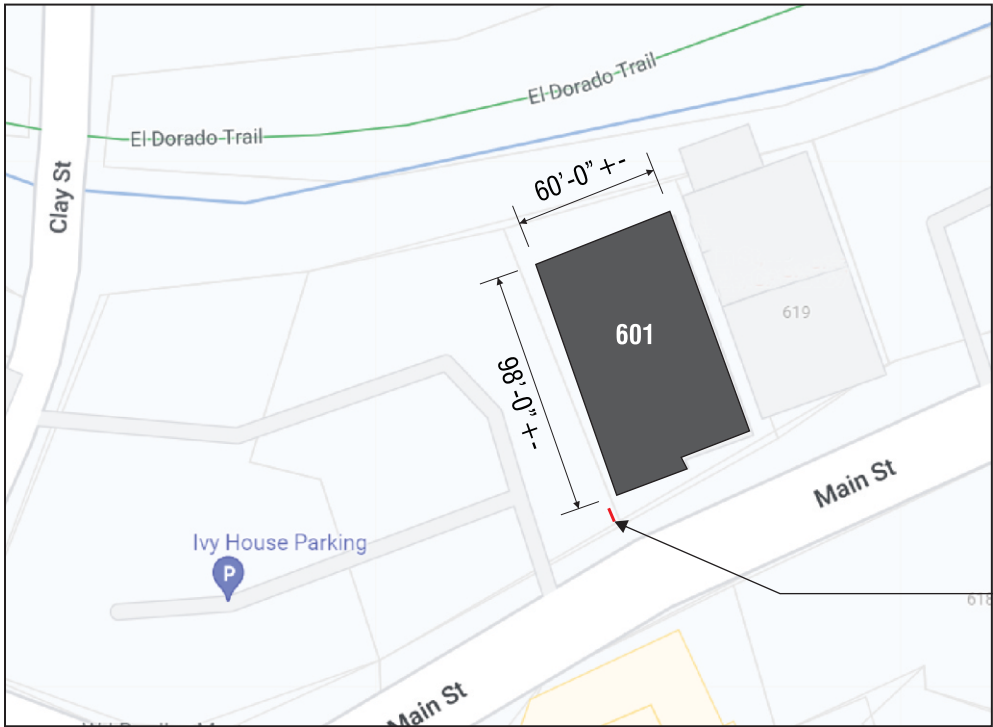 El Dorado Trail
El Dorado Trail
Clay St
60’-0” +-
98’-0” +-
601
619
Main St
Ivy House Parking
P
Main St